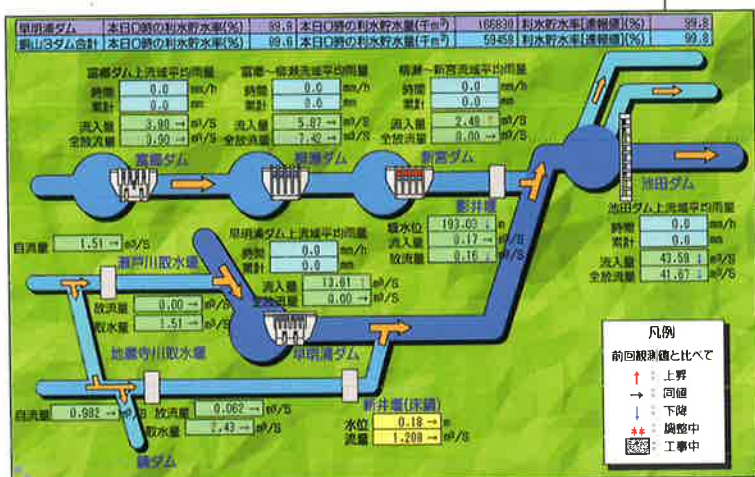 早明浦ダム 本日0時の利水貯水率(%) 99.9 本日0時の利水貯水量(千m³) 166830 利水貯水率[速報値](%) 99.8
銅山3ダム合計 本日0時の利水貯水率(%) 99.6 本日0時の利水貯水量(千m³) 59458 利水貯水率[速報値](%) 99.8
富郷ダム上流域平均雨量
時間 0.0 mm/h
累計 0.0 mm
流入量 3.90 → m³/S
全放流量 3.90 → m³/S
富郷ダム
富郷〜柳瀬流域平均雨量
時間 0.0 mm/h
累計 0.0 mm
流入量 5.87 → m³/S
全放流量 7.42 → m³/S
柳瀬ダム
柳瀬〜新宮流域平均雨量
時間 0.0 mm/h
累計 0.0 mm
流入量 2.48 ↑ m³/S
全放流量 0.00 → m³/S
新宮ダム
影井堰
堰水位 193.03 ↓ m
流入量 0.17 → m³/S
放流量 0.16 ↓ m³/S
池田ダム
池田ダム上流域平均雨量
時間 0.0 mm/h
累計 0.0 mm
流入量 43.59 ↓ m³/S
全放流量 41.67 ↓ m³/S
自流量 1.51 → m³/S
瀬戸川取水堰
放流量 0.00 → m³/S
取水量 1.51 → m³/S
早明浦ダム上流域平均雨量
時間 0.0 mm/h
累計 0.0 mm
流入量 13.61 ↑ m³/S
全放流量 0.00 → m³/S
早明浦ダム
地蔵寺川取水堰
自流量 0.982 → m³/S
放流量 0.062 → m³/S
取水量 2.43 → m³/S
鏡ダム
新井堰(床鍋)
水位 0.18 → m
流量 1.208 → m³/S
凡例
前回観測値と比べて
↑ : 上昇
→ : 同値
↓ : 下降
** : 調整中
: 工事中